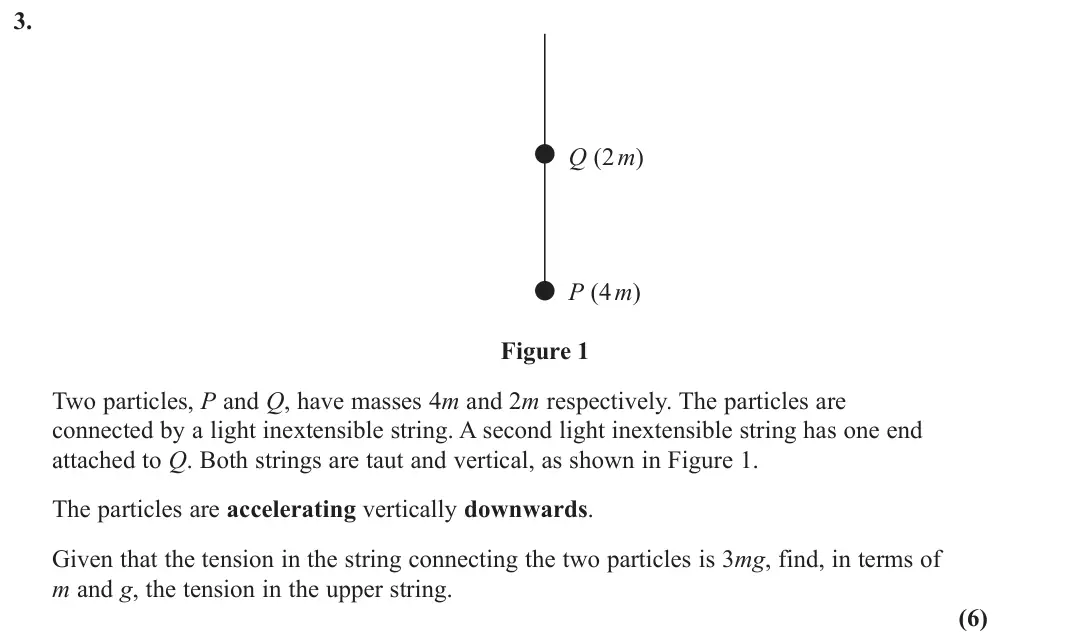 3.
Q (2m)
P (4m)
Figure 1
Two particles, P and Q, have masses 4m and 2m respectively. The particles are
connected by a light inextensible string. A second light inextensible string has one end
attached to Q. Both strings are taut and vertical, as shown in Figure 1.
The particles are accelerating vertically downwards.
Given that the tension in the string connecting the two particles is 3mg, find, in terms of
m and g, the tension in the upper string.
(6)